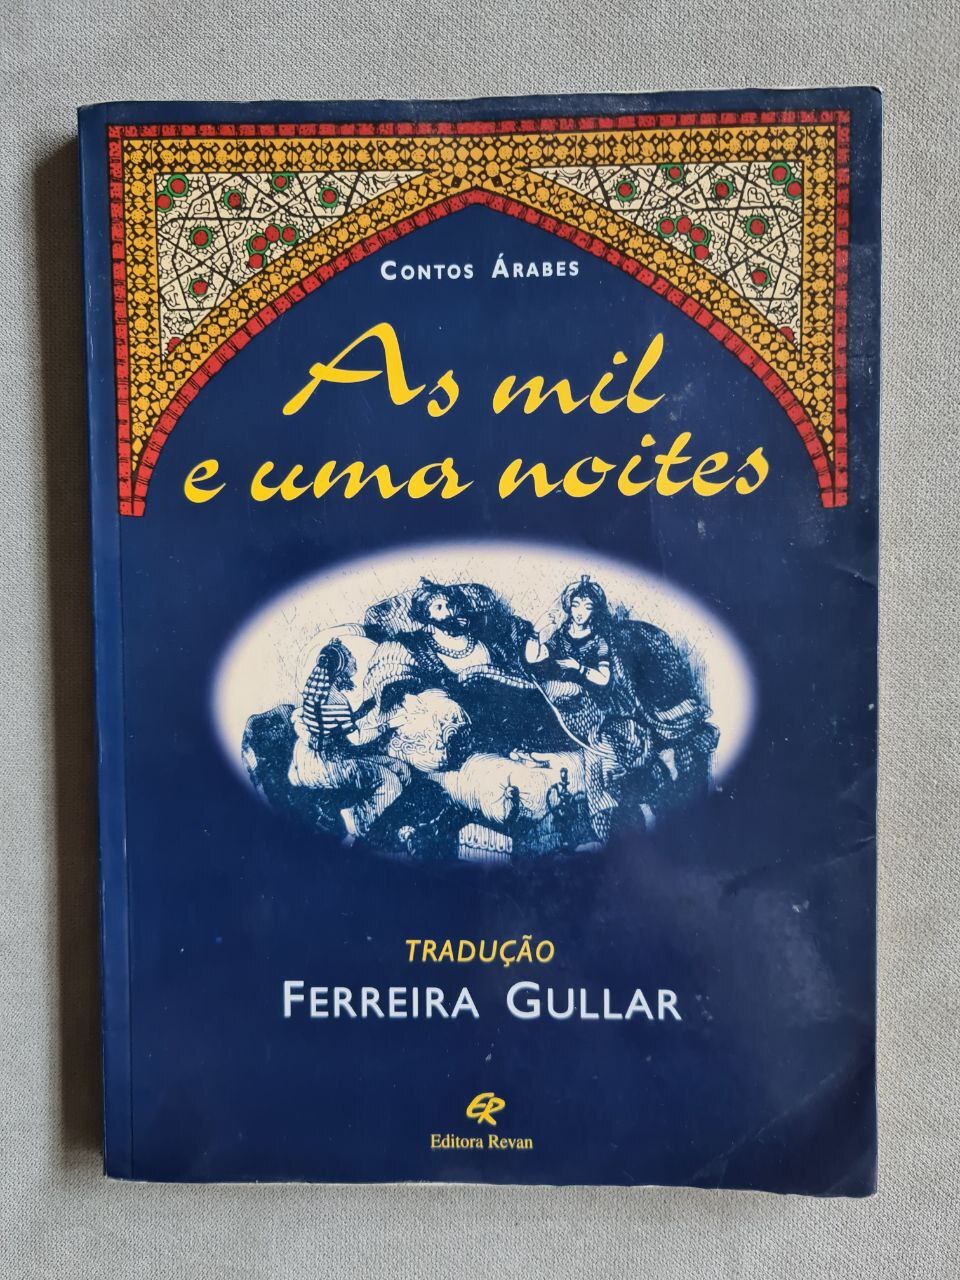 CONTOS ÁRABES
As mil
e uma noites
TRADUÇÃO
FERREIRA GULLAR
ER
Editora Revan